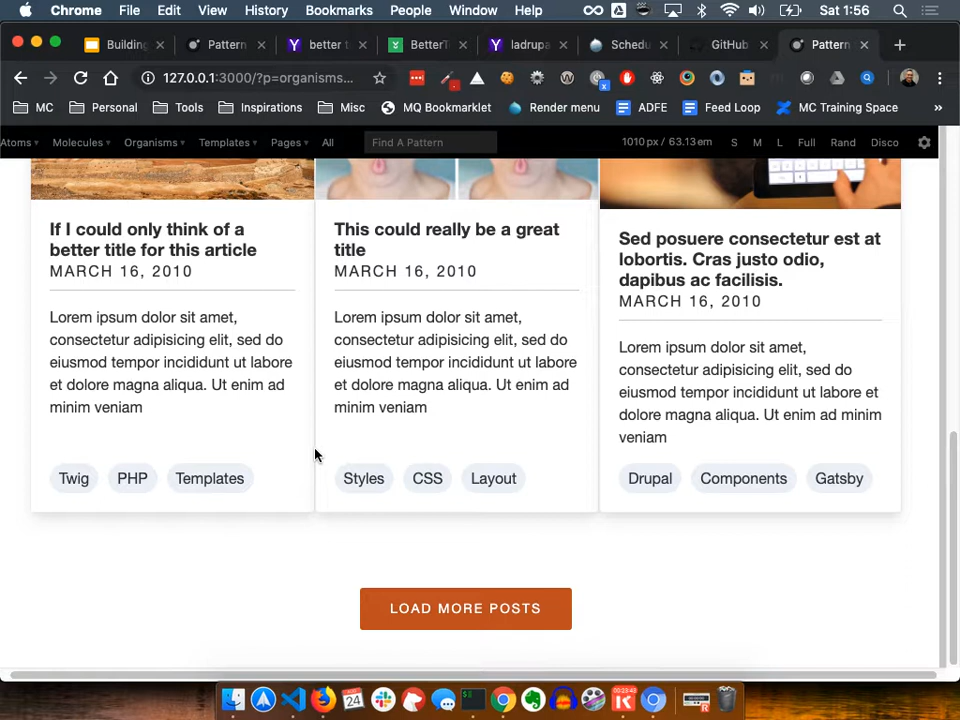 Chrome File Edit View History Bookmarks People Window Help Sat 1:56
Building Pattern better t BetterT ladrupa Schedu GitHub Pattern
127.0.0.1:3000/?p=organisms...
MC Personal Tools Inspirations Misc MQ Bookmarklet Render menu ADFE Feed Loop MC Training Space »
Atoms Molecules Organisms Templates Pages All Find A Pattern 1010 px / 63.13em S M L Full Rand Disco
If I could only think of a
better title for this article
MARCH 16, 2010
Lorem ipsum dolor sit amet,
consectetur adipisicing elit, sed do
eiusmod tempor incididunt ut labore
et dolore magna aliqua. Ut enim ad
minim veniam
Twig PHP Templates
This could really be a great
title
MARCH 16, 2010
Lorem ipsum dolor sit amet,
consectetur adipisicing elit, sed do
eiusmod tempor incididunt ut labore
et dolore magna aliqua. Ut enim ad
minim veniam
Styles CSS Layout
Sed posuere consectetur est at
lobortis. Cras justo odio,
dapibus ac facilisis.
MARCH 16, 2010
Lorem ipsum dolor sit amet,
consectetur adipisicing elit, sed do
eiusmod tempor incididunt ut labore
et dolore magna aliqua. Ut enim ad minim
veniam
Drupal Components Gatsby
LOAD MORE POSTS
24